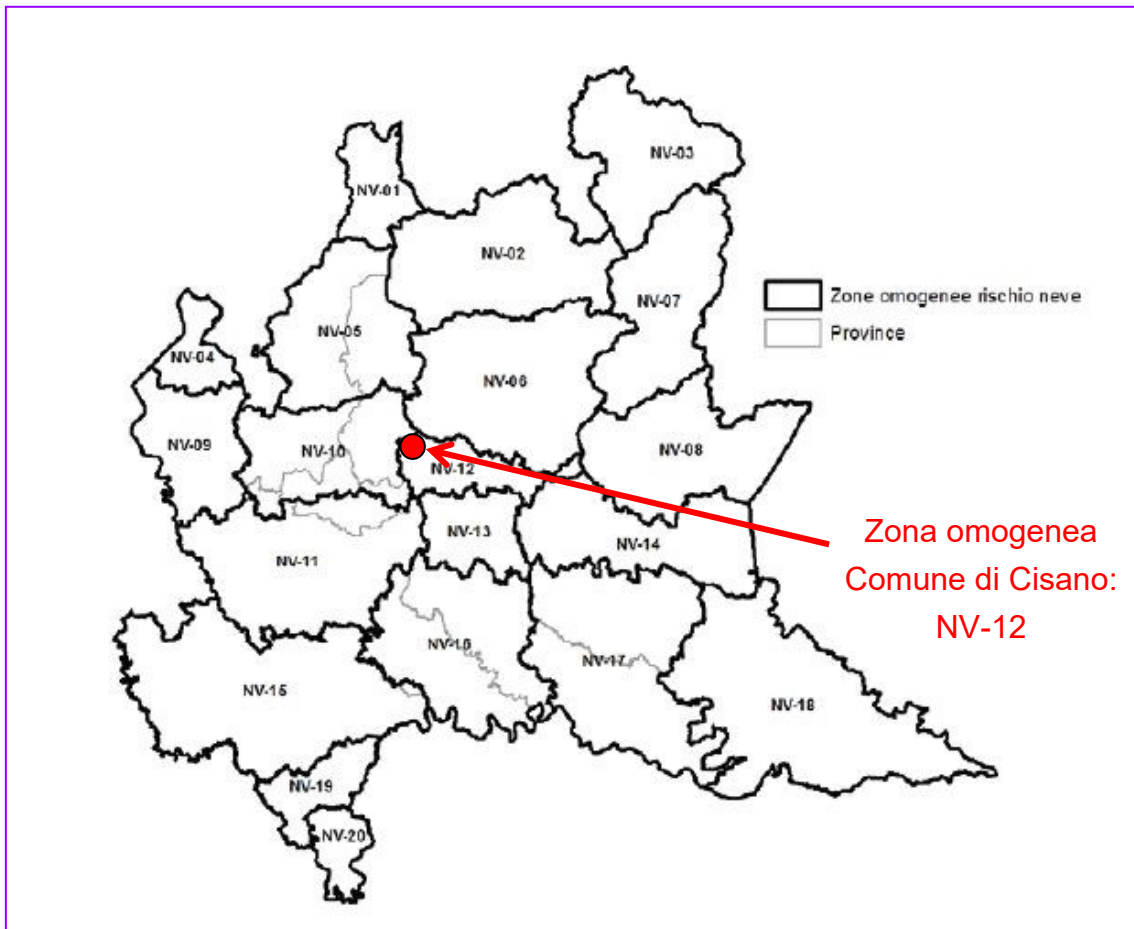 NV-03
NV-01
NV-02
NV-07
Zone omogenee rischio neve
Province
NV-05
NV-04
NV-06
NV-09
NV-10
NV-08
NV-12
NV-13
NV-14
NV-11
Zona omogenea
Comune di Cisano:
NV-12
NV-16
NV-17
NV-15
NV-18
NV-19
NV-20